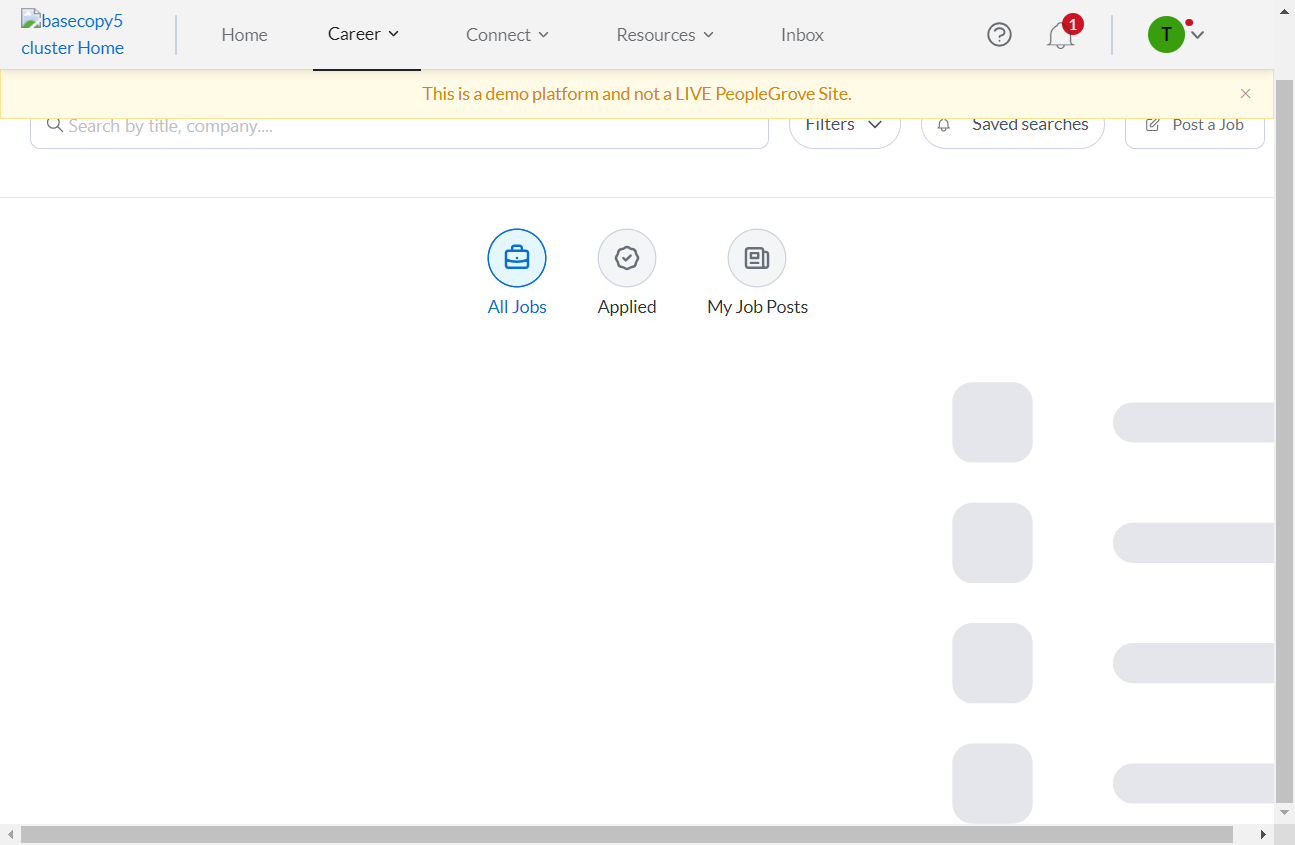 basecopy5
cluster Home
Home
Career
Connect
Resources
Inbox
1
T
This is a demo platform and not a LIVE PeopleGrove Site.
Search by title, company....
Filters
Saved searches
Post a Job
All Jobs
Applied
My Job Posts